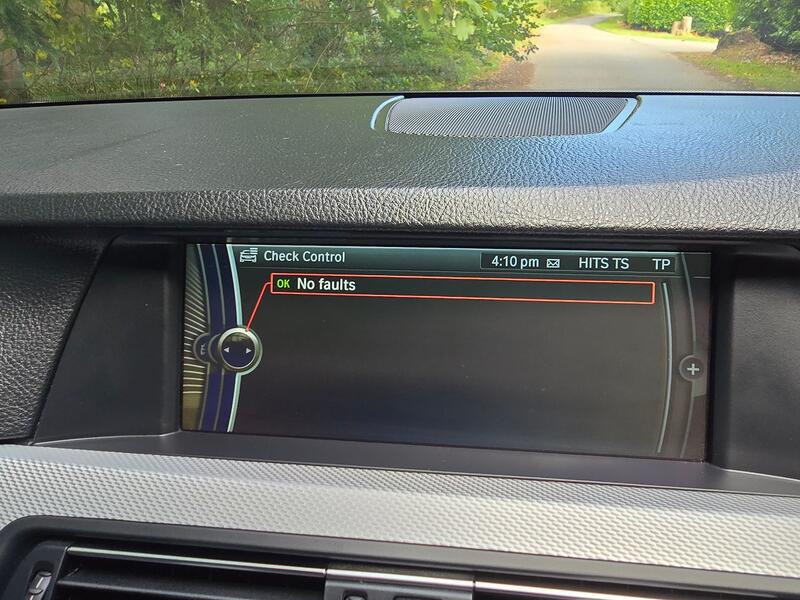 Check Control
4:10 pm HITS TS TP
OK No faults